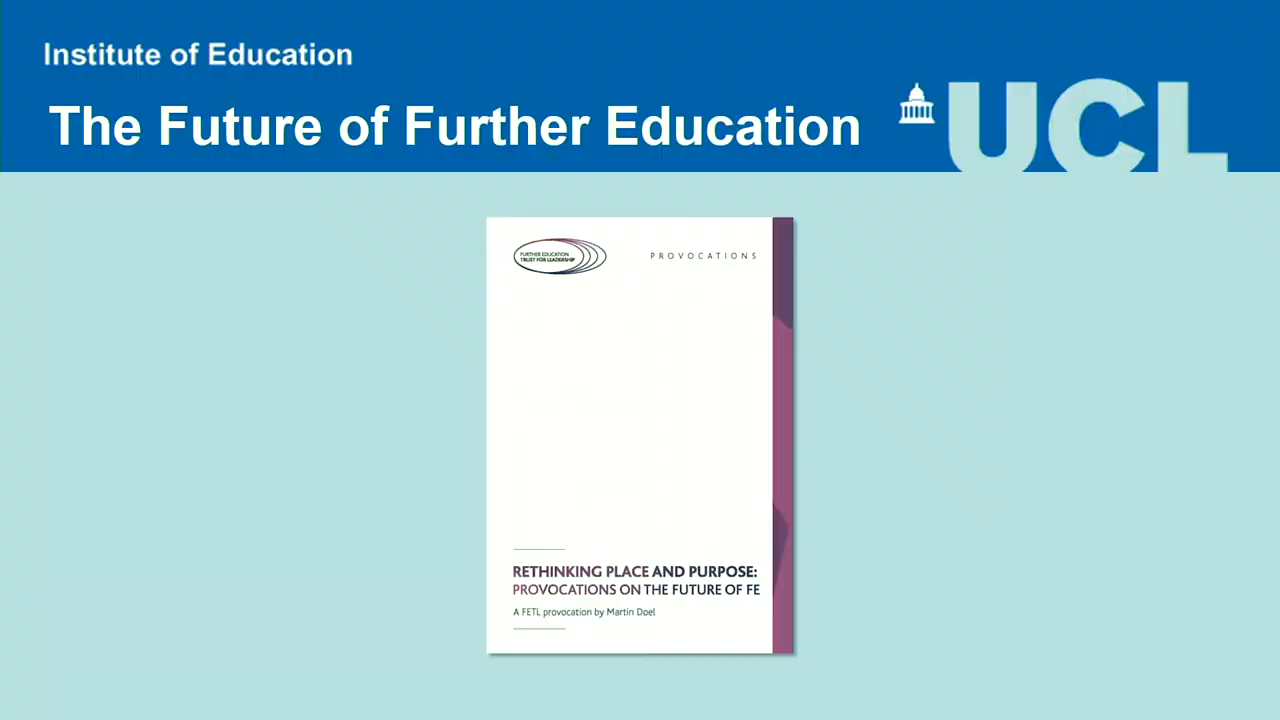 Institute of Education
The Future of Further Education
UCL
FURTHER EDUCATION
TRUST FOR LEADERSHIP
PROVOCATIONS
RETHINKING PLACE AND PURPOSE:
PROVOCATIONS ON THE FUTURE OF FE
A FETL provocation by Martin Doel